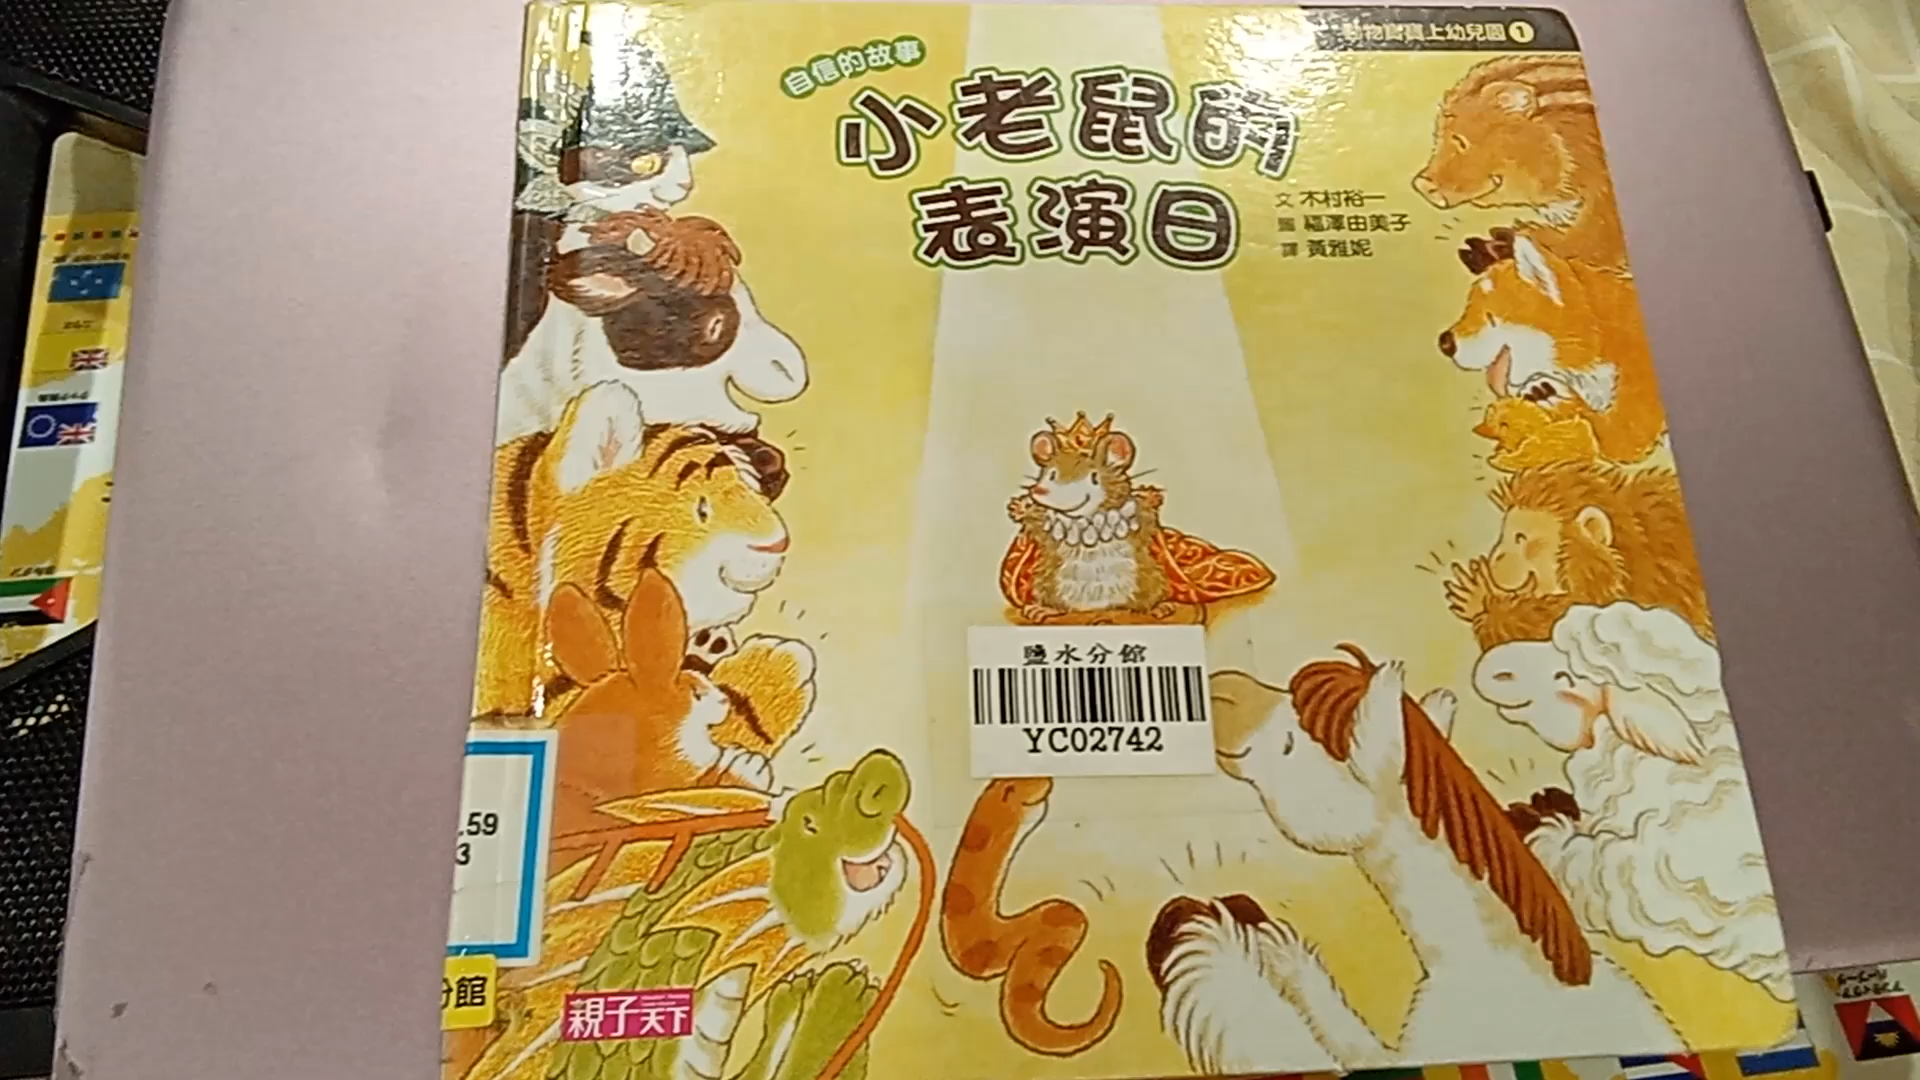 動物寶寶上幼兒園1
自信的故事
小老鼠的
表演日
文 木村裕一
圖 福澤由美子
譯 黃雅妮
鹽水分館
YC02742
.59
3
分館
親子天下